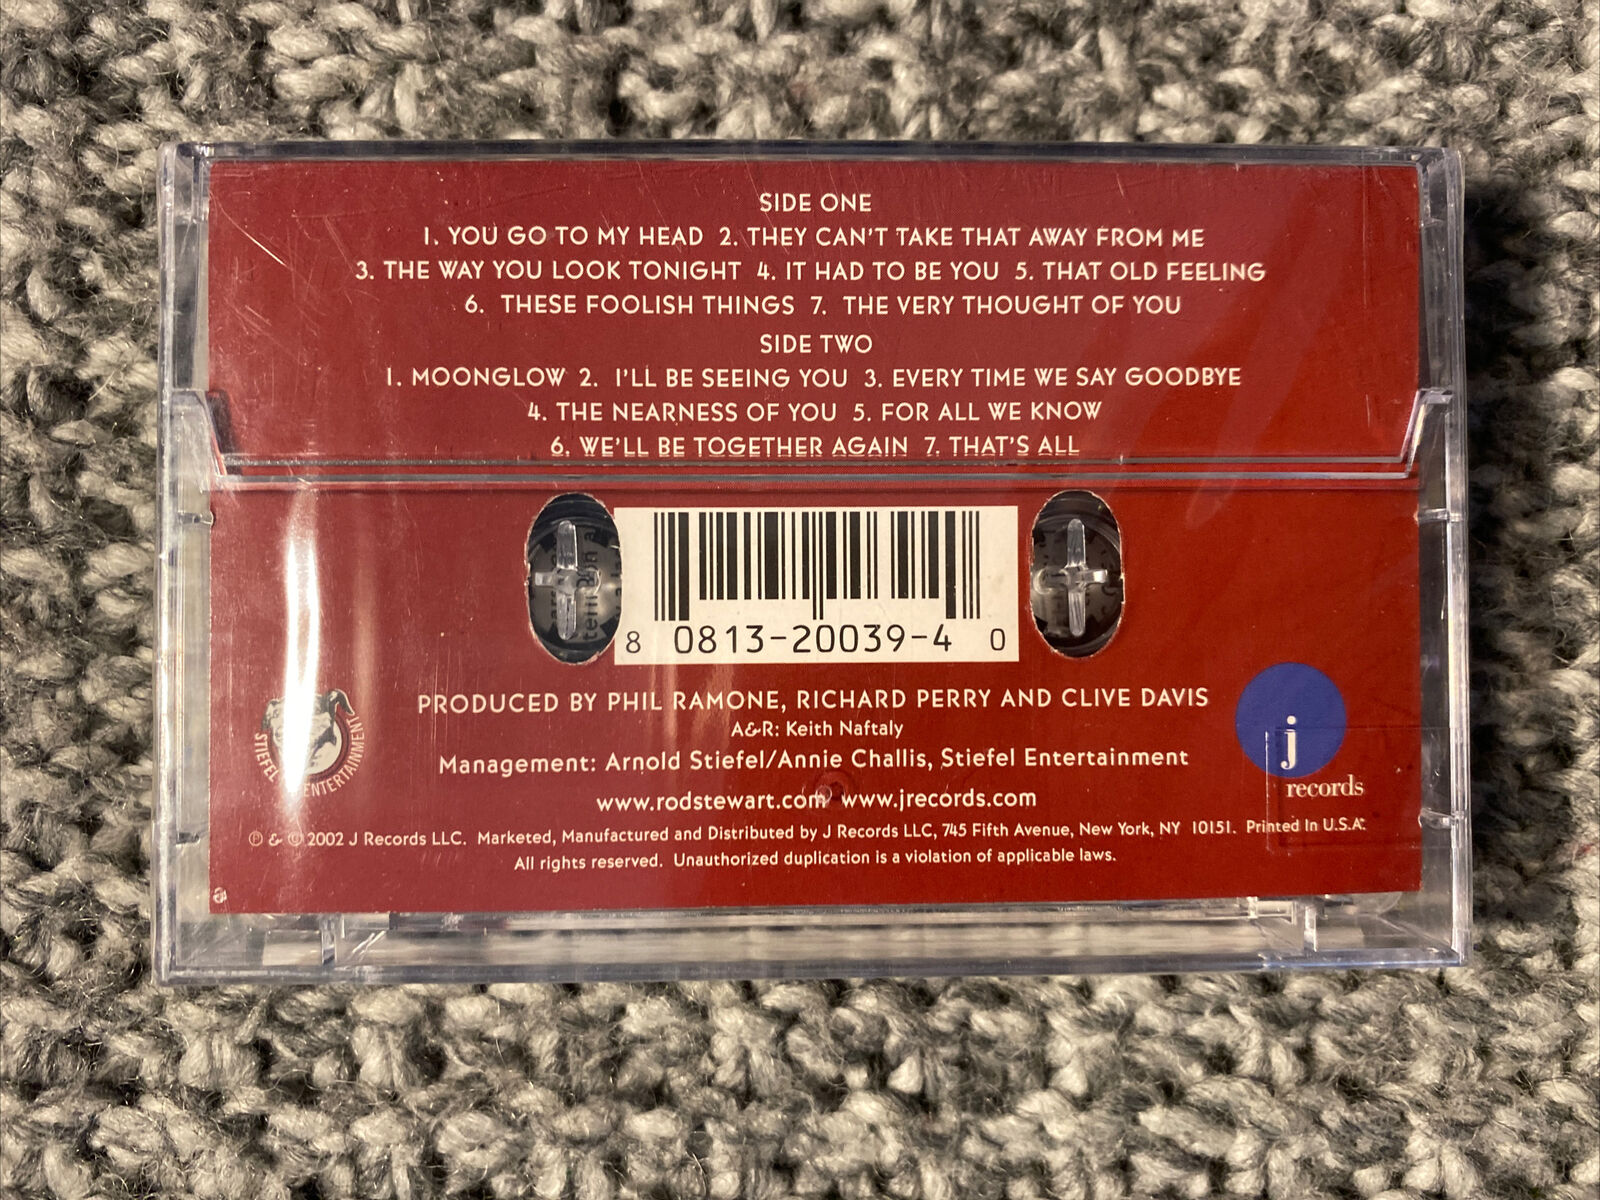 SIDE ONE
1. YOU GO TO MY HEAD 2. THEY CAN'T TAKE THAT AWAY FROM ME
3. THE WAY YOU LOOK TONIGHT 4. IT HAD TO BE YOU 5. THAT OLD FEELING
6. THESE FOOLISH THINGS 7. THE VERY THOUGHT OF YOU
SIDE TWO
1. MOONGLOW 2. I'LL BE SEEING YOU 3. EVERY TIME WE SAY GOODBYE
4. THE NEARNESS OF YOU 5. FOR ALL WE KNOW
6. WE'LL BE TOGETHER AGAIN 7. THAT'S ALL
8 0813-20039-4 0
PRODUCED BY PHIL RAMONE, RICHARD PERRY AND CLIVE DAVIS
A&R: Keith Naftaly
Management: Arnold Stiefel/Annie Challis, Stiefel Entertainment
STIEFEL ENTERTAINMENT
j
records
www.rodstewart.com www.jrecords.com
℗ & © 2002 J Records LLC. Marketed, Manufactured and Distributed by J Records LLC, 745 Fifth Avenue, New York, NY 10151. Printed In U.S.A.
All rights reserved. Unauthorized duplication is a violation of applicable laws.